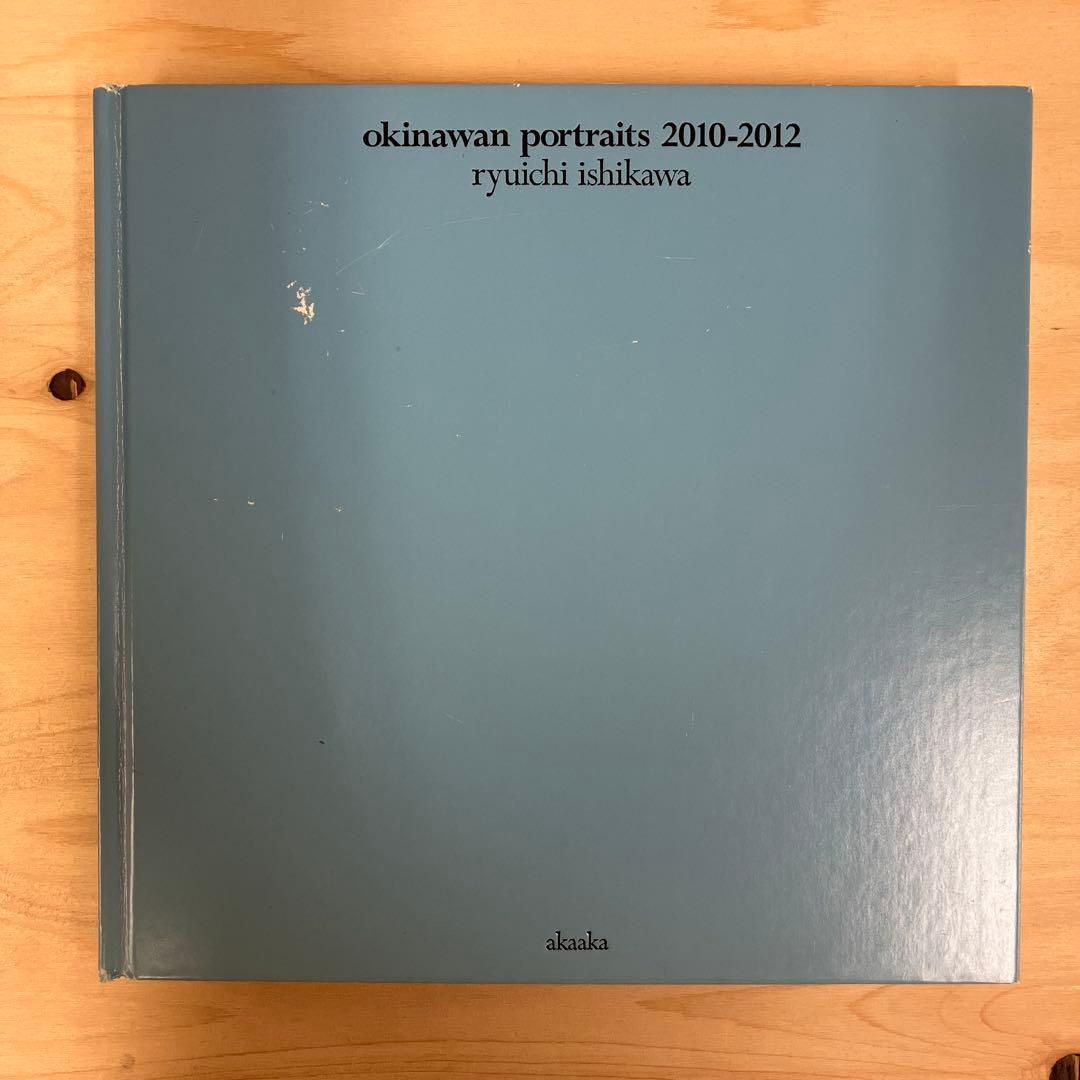 okinawan portraits 2010-2012
ryuichi ishikawa
akaaka